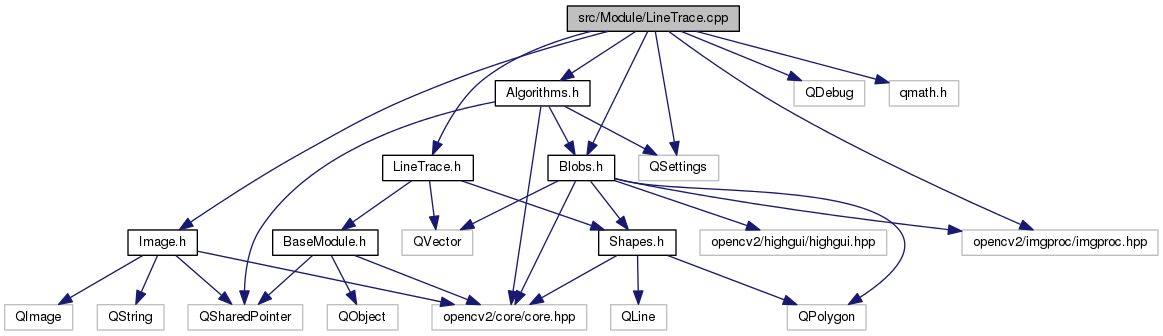 src/Module/LineTrace.cpp
Algorithms.h
QDebug
qmath.h
LineTrace.h
Blobs.h
QSettings
Image.h
BaseModule.h
QVector
Shapes.h
opencv2/highgui/highgui.hpp
opencv2/imgproc/imgproc.hpp
QImage
QString
QSharedPointer
QObject
opencv2/core/core.hpp
QLine
QPolygon